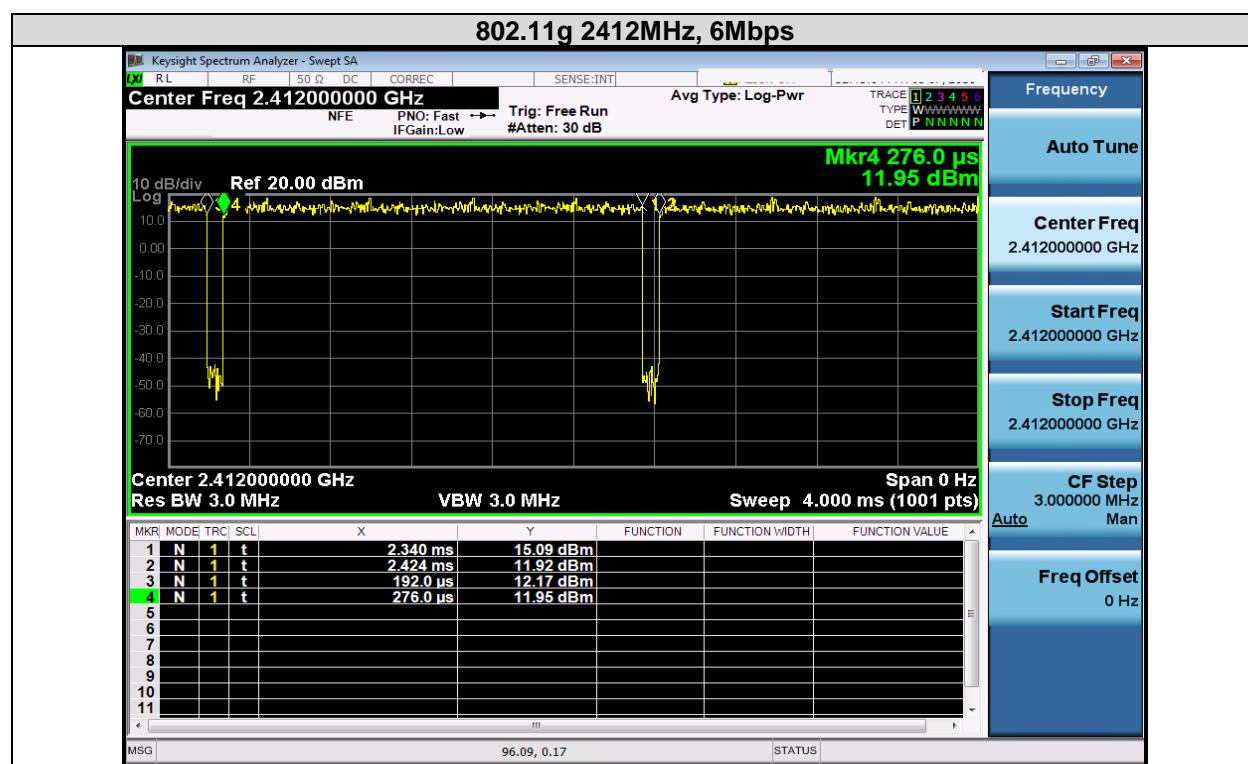 802.11g 2412MHz, 6Mbps
Keysight Spectrum Analyzer - Swept SA
LXI RL RF 50 Ω DC CORREC SENSE:INT
Center Freq 2.412000000 GHz
NFE
PNO: Fast
IFGain:Low
Trig: Free Run
#Atten: 30 dB
Avg Type: Log-Pwr
TRACE 1 2 3 4 5 6
TYPE WWWWWWW
DET P N N N N N
Mkr4 276.0 µs
11.95 dBm
10 dB/div Ref 20.00 dBm
Log
10.0
0.00
-10.0
-20.0
-30.0
-40.0
-50.0
-60.0
-70.0
3 4 1 2
Center 2.412000000 GHz Span 0 Hz
Res BW 3.0 MHz VBW 3.0 MHz Sweep 4.000 ms (1001 pts)
MKR MODE TRC SCL X Y FUNCTION FUNCTION WIDTH FUNCTION VALUE
1 N 1 t 2.340 ms 15.09 dBm
2 N 1 t 2.424 ms 11.92 dBm
3 N 1 t 192.0 µs 12.17 dBm
4 N 1 t 276.0 µs 11.95 dBm
5
6
7
8
9
10
11
MSG 96.09, 0.17 STATUS
Frequency
Auto Tune
Center Freq
2.412000000 GHz
Start Freq
2.412000000 GHz
Stop Freq
2.412000000 GHz
CF Step
3.000000 MHz
Auto Man
Freq Offset
0 Hz